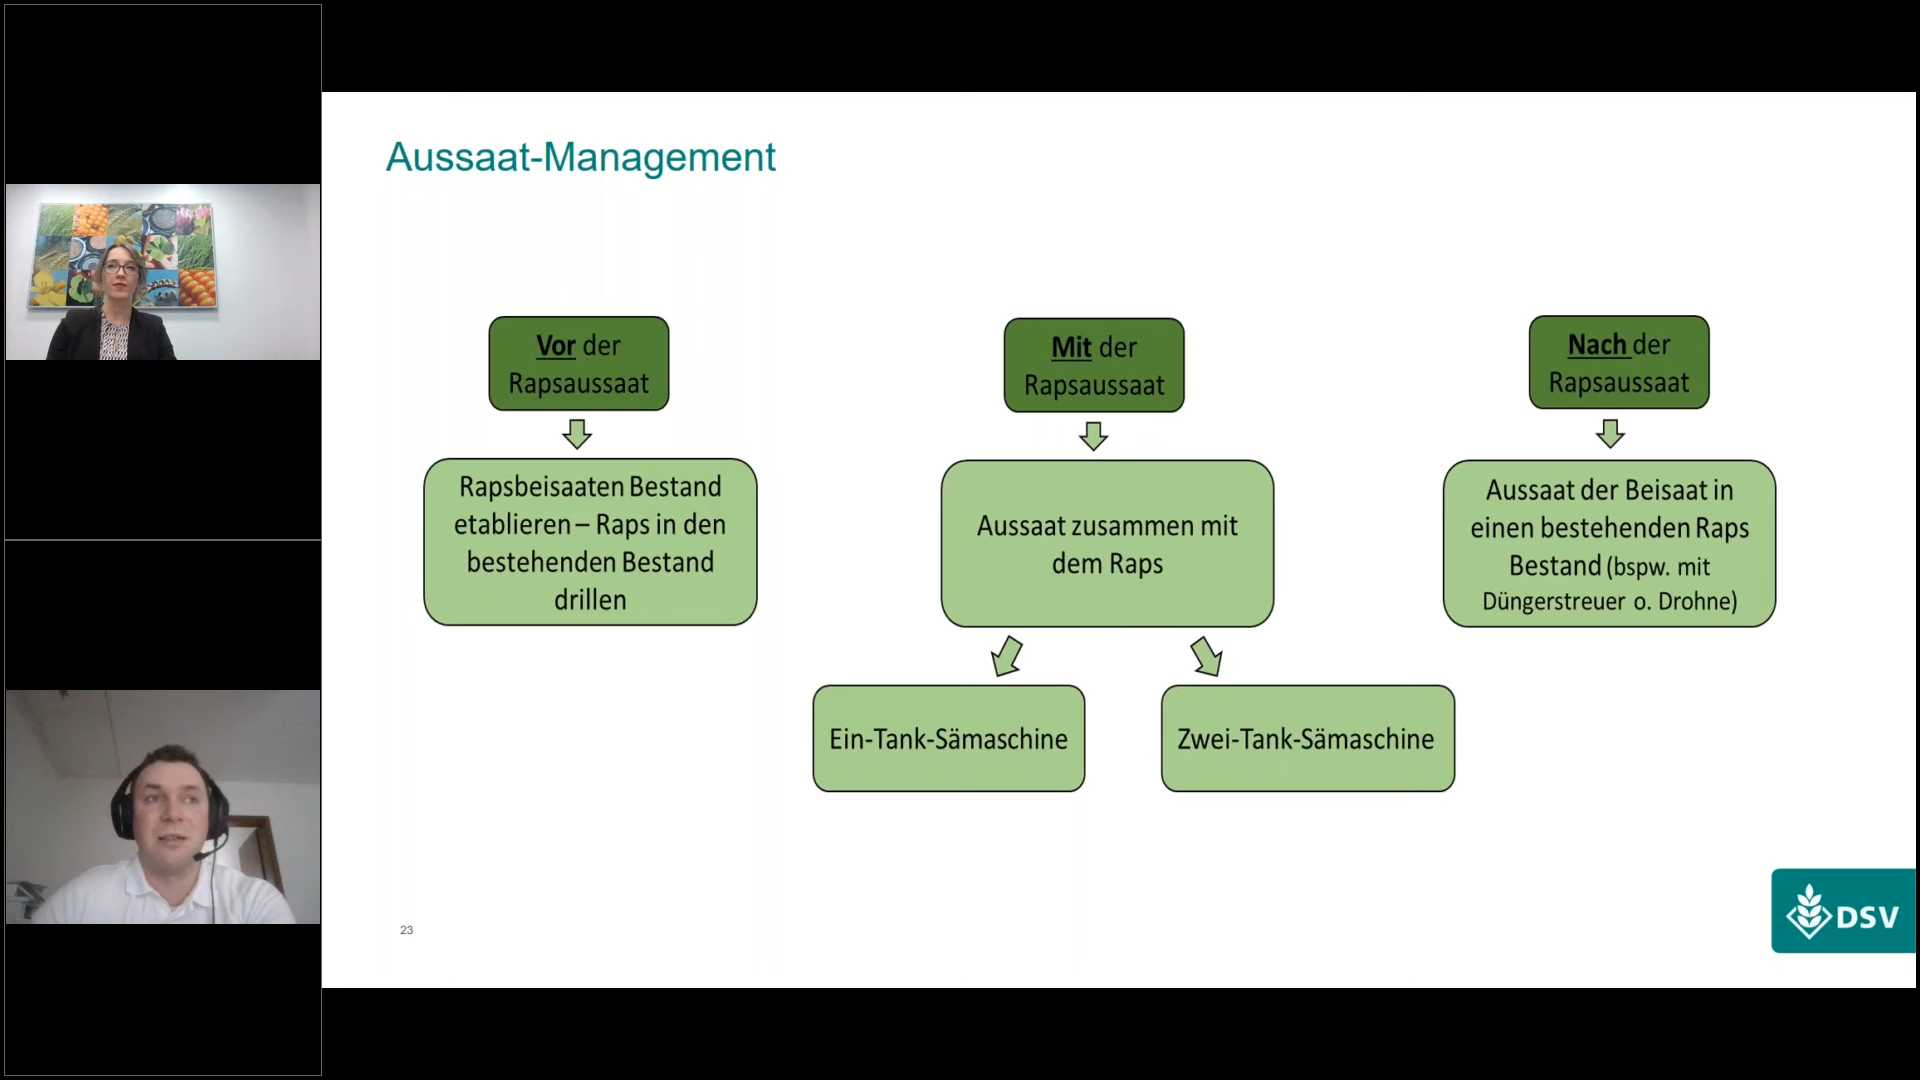 Aussaat-Management
Vor der
Rapsaussaat
Rapsbeisaaten Bestand
etablieren – Raps in den
bestehenden Bestand
drillen
Mit der
Rapsaussaat
Aussaat zusammen mit
dem Raps
Ein-Tank-Sämaschine
Zwei-Tank-Sämaschine
Nach der
Rapsaussaat
Aussaat der Beisaat in
einen bestehenden Raps
Bestand (bspw. mit
Düngerstreuer o. Drohne)
23
DSV